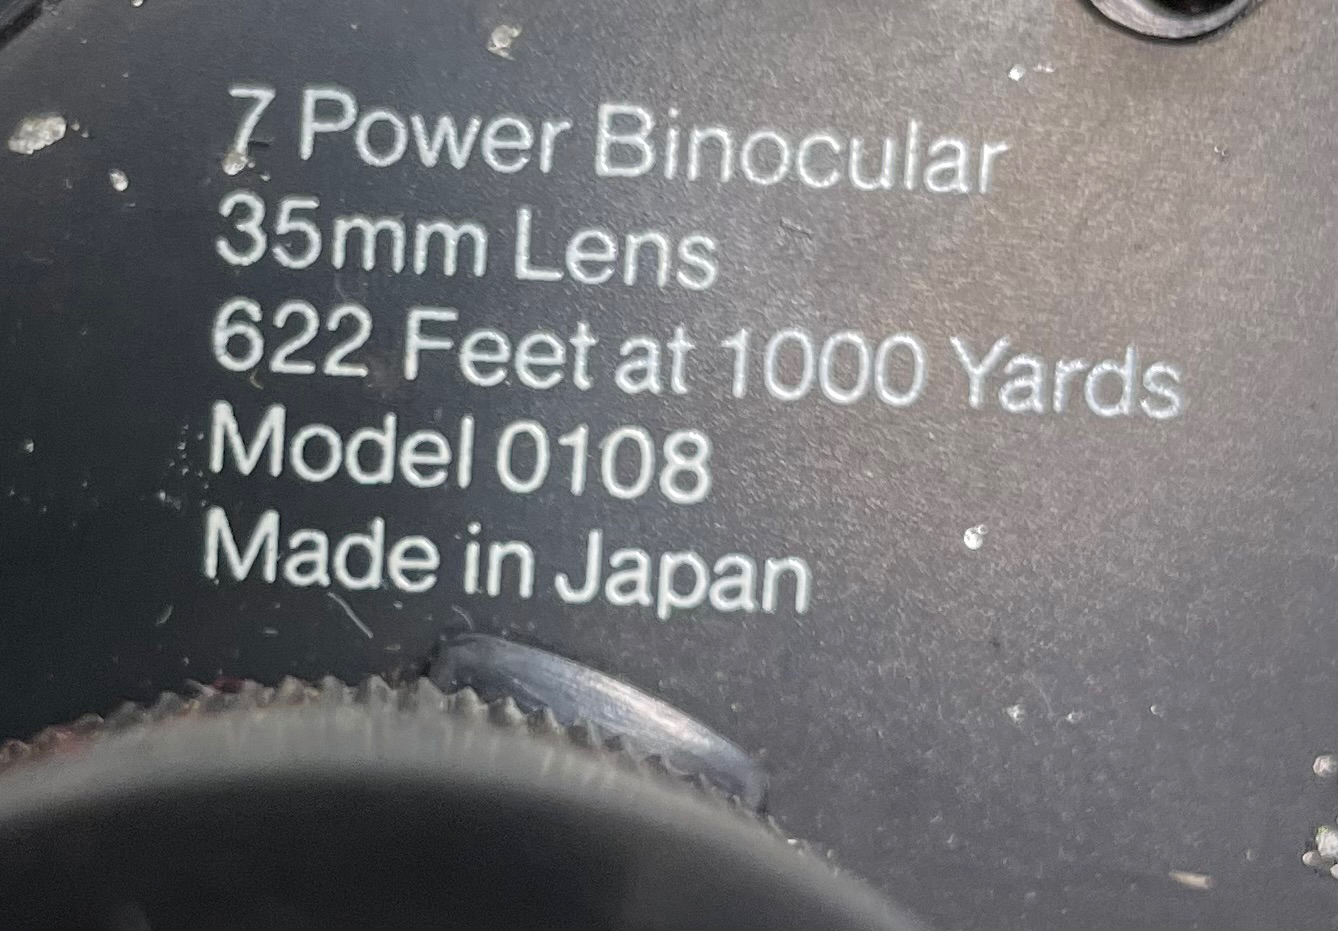 7 Power Binocular
35mm Lens
622 Feet at 1000 Yards
Model 0108
Made in Japan